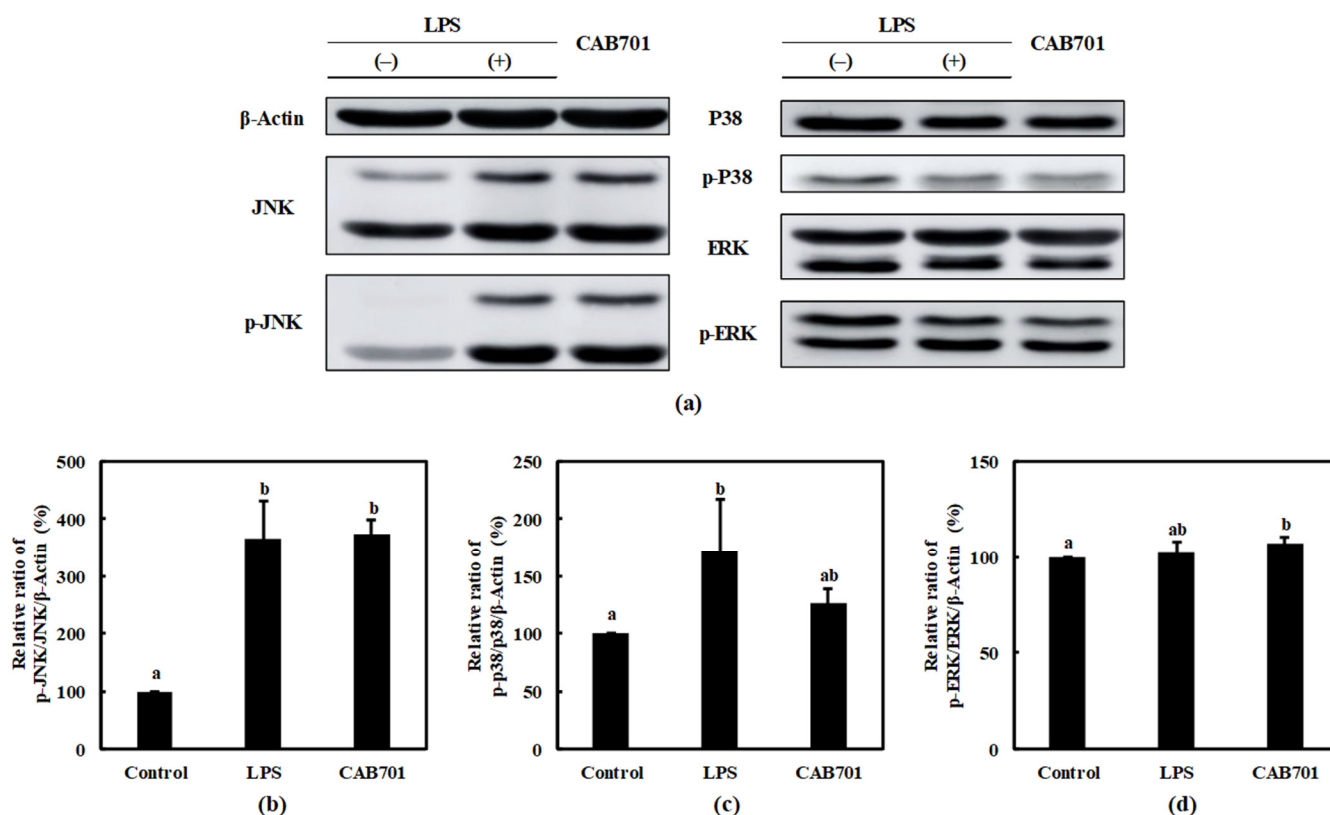 LPS
CAB701
(–)
(+)
β-Actin
JNK
p-JNK
LPS
CAB701
(–)
(+)
P38
p-P38
ERK
p-ERK
(a)
Relative ratio of
p-JNK/JNK/β-Actin (%)
500
400
300
200
100
0
a
b
b
Control
LPS
CAB701
(b)
Relative ratio of
p-p38/p38/β-Actin (%)
250
200
150
100
50
0
a
b
ab
Control
LPS
CAB701
(c)
Relative ratio of
p-ERK/ERK/β-Actin (%)
150
100
50
0
a
ab
b
Control
LPS
CAB701
(d)